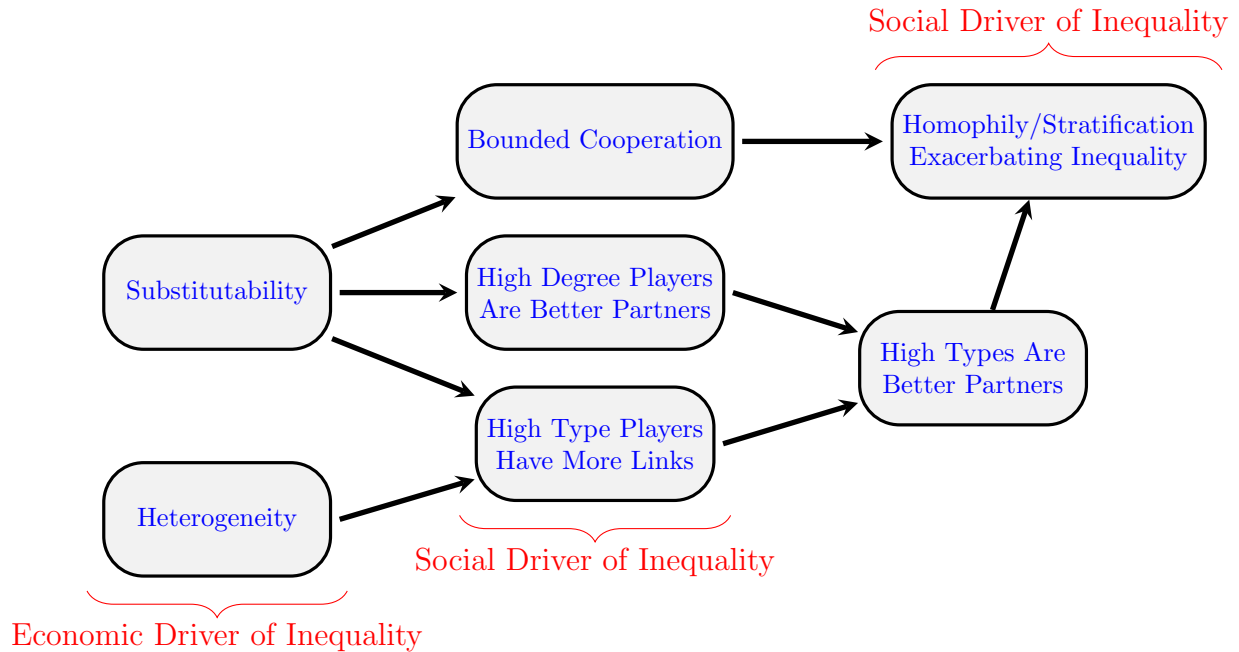 Social Driver of Inequality
Bounded Cooperation
Homophily/Stratification
Exacerbating Inequality
Substitutability
High Degree Players
Are Better Partners
High Types Are
Better Partners
High Type Players
Have More Links
Heterogeneity
Social Driver of Inequality
Economic Driver of Inequality